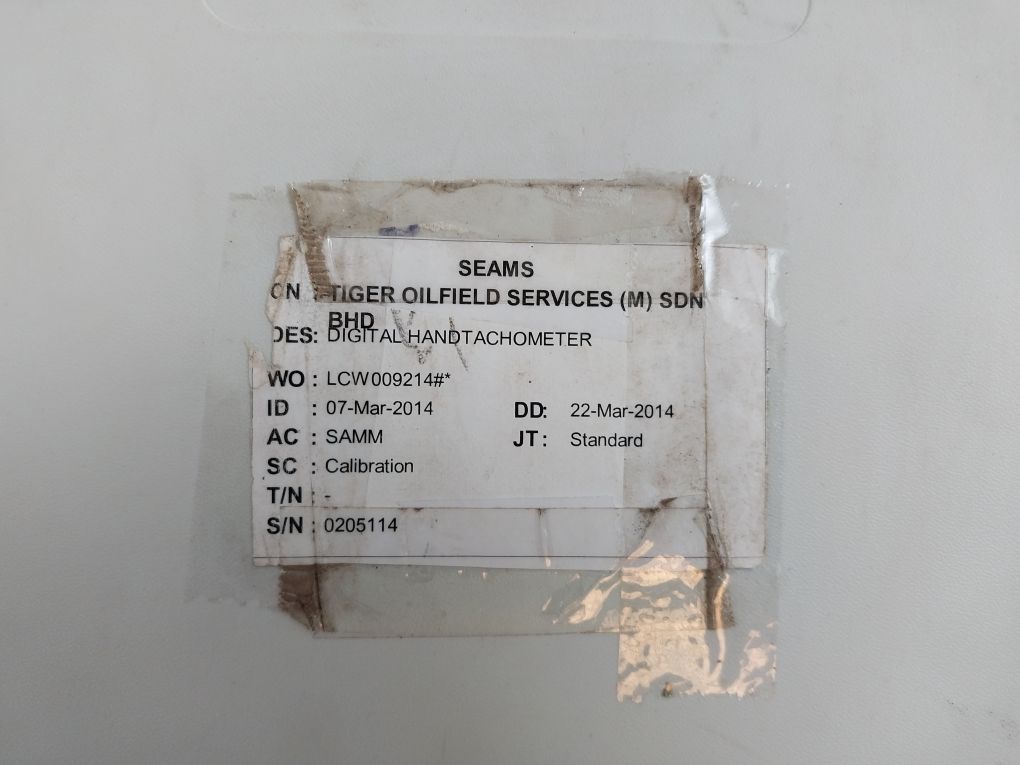 SEAMS
CN : TIGER OILFIELD SERVICES (M) SDN
BHD
DES: DIGITAL HANDTACHOMETER
WO : LCW009214#*
ID : 07-Mar-2014 DD: 22-Mar-2014
AC : SAMM JT: Standard
SC : Calibration
T/N : -
S/N : 0205114